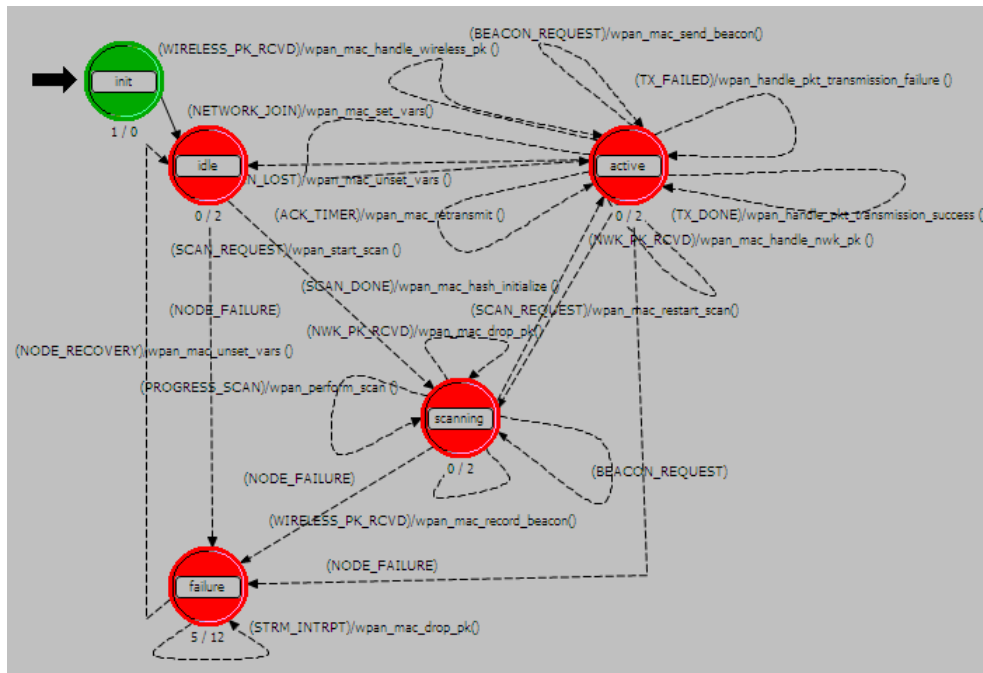 (BEACON_REQUEST)/wpan_mac_send_beacon()
(WIRELESS_PK_RCVD)/wpan_mac_handle_wireless_pk ()
init
(TX_FAILED)/wpan_handle_pkt_transmission_failure ()
(NETWORK_JOIN)/wpan_mac_set_vars()
1 / 0
idle
active
N_LOST)/wpan_mac_unset_vars ()
0 / 2
(ACK_TIMER)/wpan_mac_retransmit ()
0 / 2
(TX_DONE)/wpan_handle_pkt_transmission_success ()
(NWK_PK_RCVD)/wpan_mac_handle_nwk_pk ()
(SCAN_REQUEST)/wpan_start_scan ()
(SCAN_DONE)/wpan_mac_hash_initialize ()
(NODE_FAILURE)
(SCAN_REQUEST)/wpan_mac_restart_scan()
(NWK_PK_RCVD)/wpan_mac_drop_pk()
(NODE_RECOVERY)/wpan_mac_unset_vars ()
(PROGRESS_SCAN)/wpan_perform_scan ()
scanning
0 / 2
(BEACON_REQUEST)
(NODE_FAILURE)
(WIRELESS_PK_RCVD)/wpan_mac_record_beacon()
(NODE_FAILURE)
failure
5 / 12
(STRM_INTRPT)/wpan_mac_drop_pk()